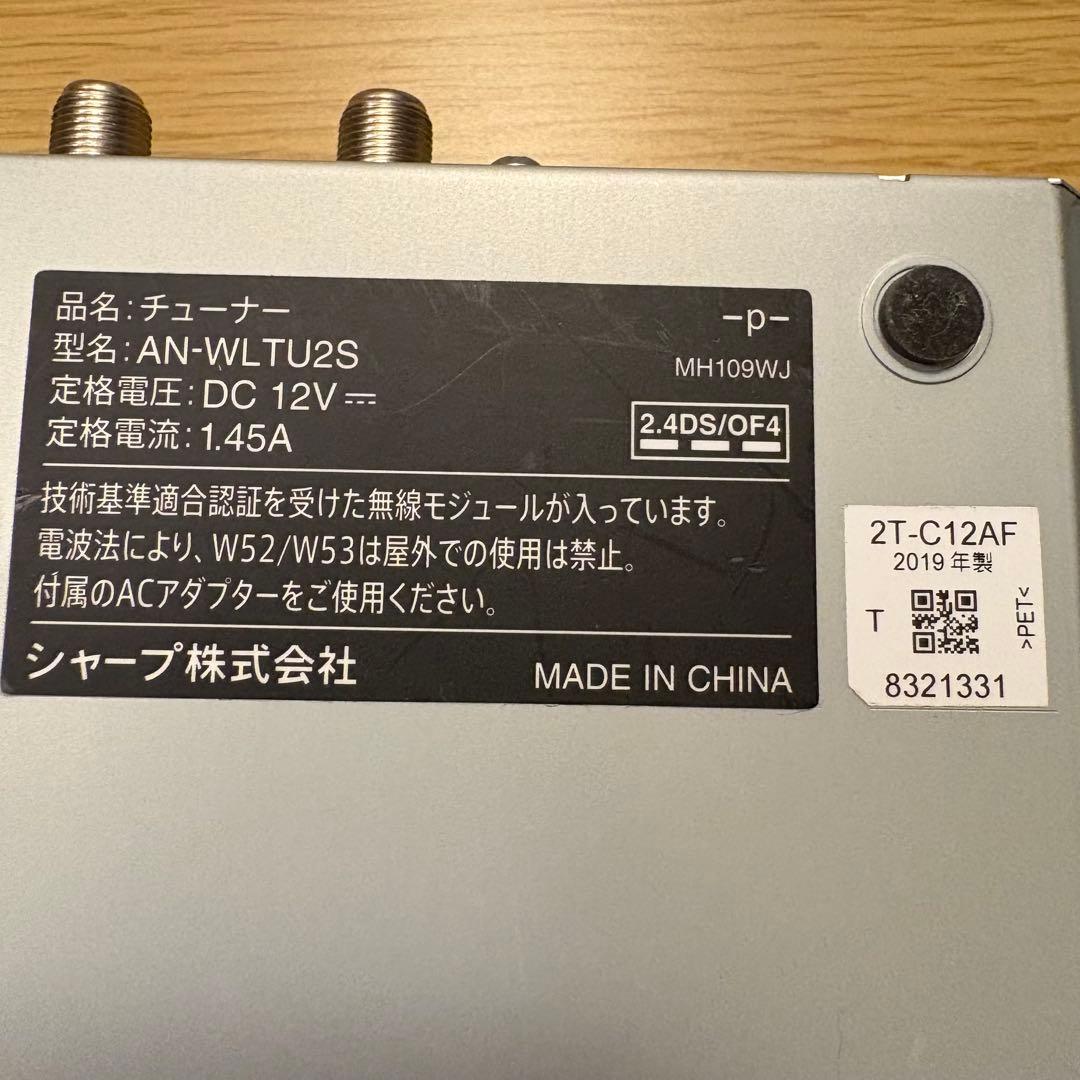 品名:チューナー
型名:AN-WLTU2S
定格電圧:DC 12V
定格電流:1.45A
-p-
MH109WJ
2.4DS/OF4
技術基準適合認証を受けた無線モジュールが入っています。
電波法により、W52/W53は屋外での使用は禁止。
付属のACアダプターをご使用ください。
シャープ株式会社
MADE IN CHINA
2T-C12AF
2019年製
T
>PET<
8321331